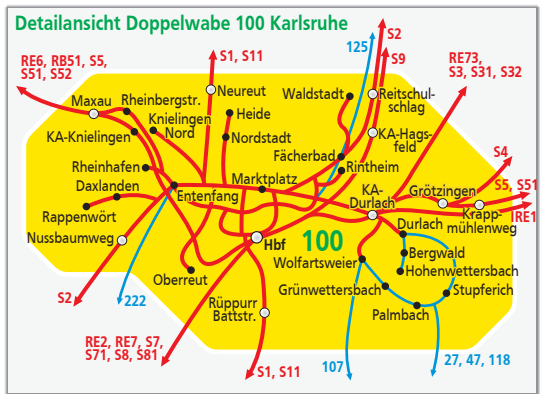 Detailansicht Doppelwabe 100 Karlsruhe
S2
125
S1, S11
S9
RE6, RB51, S5,
S51, S52
RE73,
S3, S31, S32
Neureut
Waldstadt
Reitschul-
schlag
Maxau
Rheinbergstr.
Heide
Knielingen
Nord
KA-Knielingen
Nordstadt
KA-Hags-
feld
S4
Fächerbad
Rintheim
Rheinhafen
Marktplatz
KA-
Durlach
Grötzingen
S5, S51
Daxlanden
Entenfang
IRE1
Rappenwört
Krapp-
mühlenweg
Durlach
Nussbaumweg
Hbf
100
Bergwald
Wolfartsweier
Hohenwettersbach
Oberreut
Grünwettersbach
Stupferich
S2
222
Rüppurr
Battstr.
Palmbach
RE2, RE7, S7,
S71, S8, S81
S1, S11
107
27, 47, 118